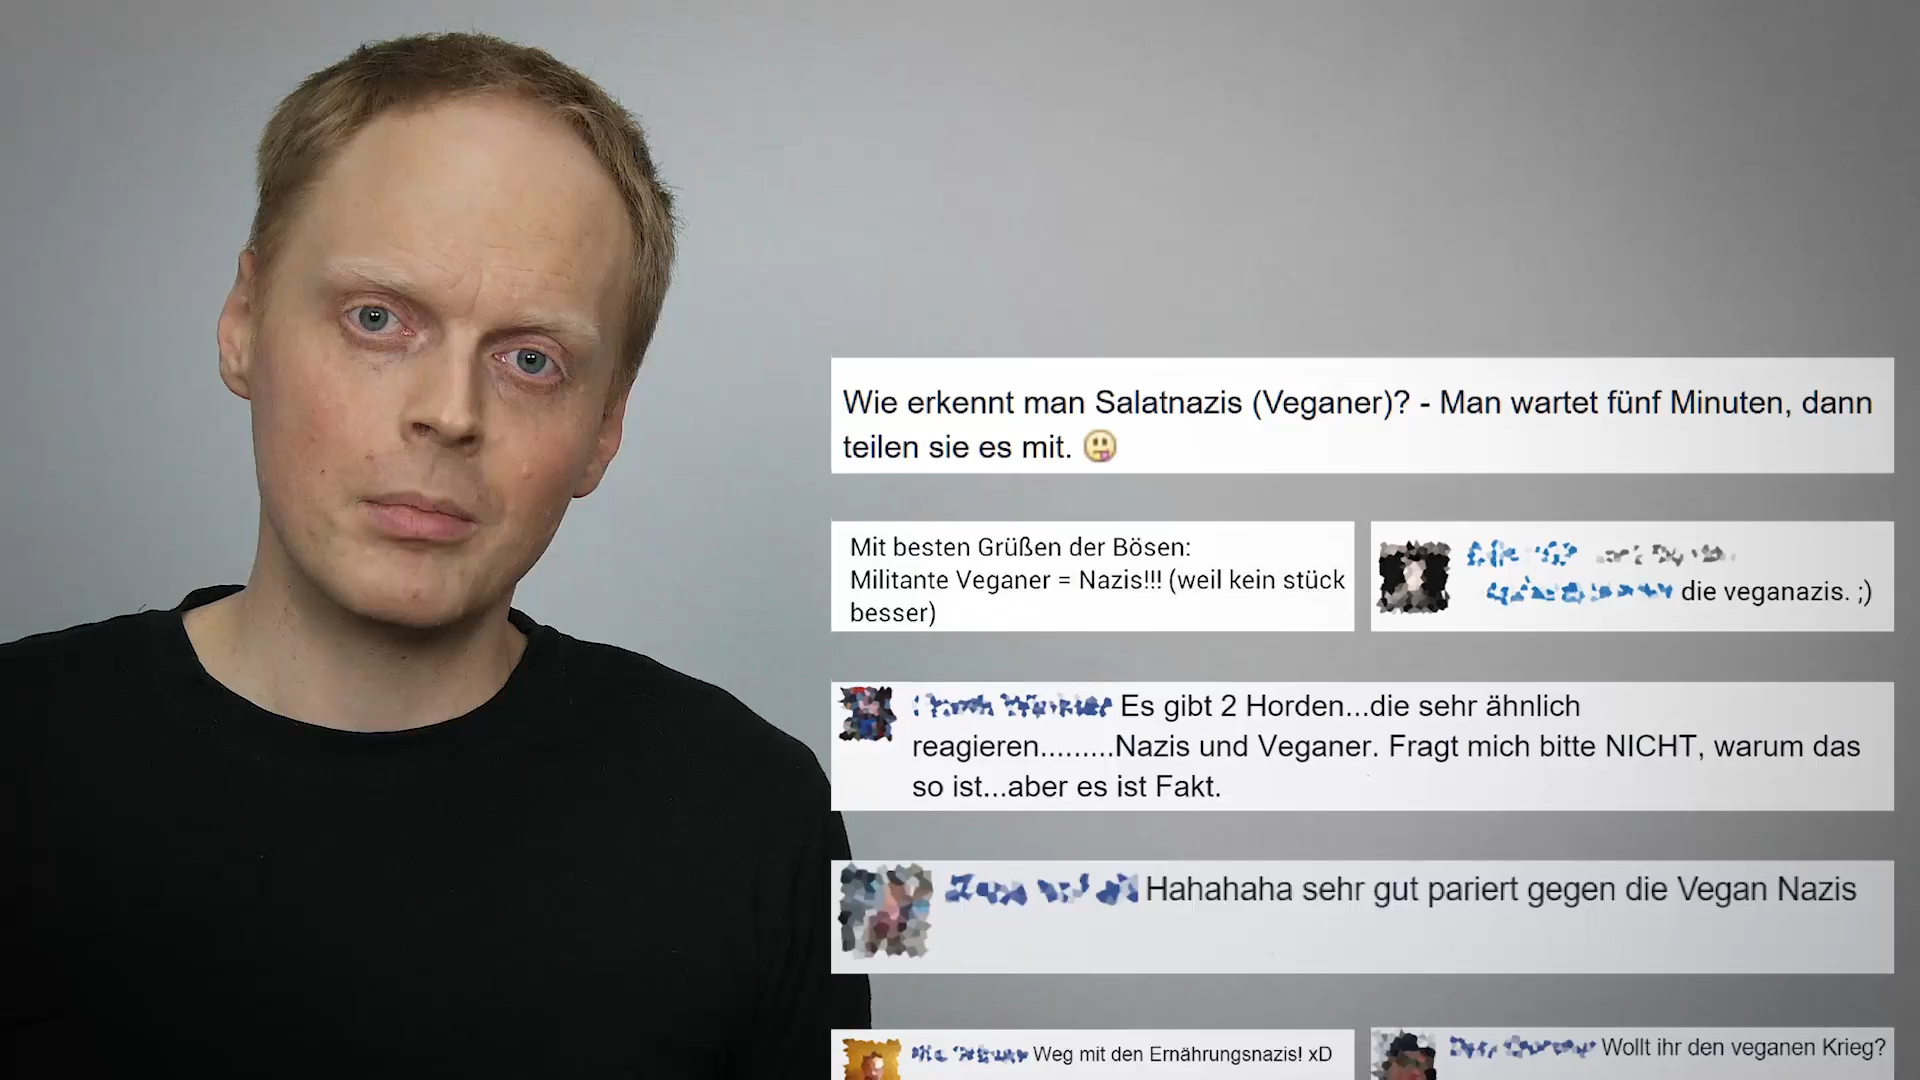 Wie erkennt man Salatnazis (Veganer)? - Man wartet fünf Minuten, dann
teilen sie es mit.
Mit besten Grüßen der Bösen:
Militante Veganer = Nazis!!! (weil kein stück
besser)
die veganazis. ;)
Es gibt 2 Horden...die sehr ähnlich
reagieren.........Nazis und Veganer. Fragt mich bitte NICHT, warum das
so ist...aber es ist Fakt.
Hahahaha sehr gut pariert gegen die Vegan Nazis
Weg mit den Ernährungsnazis! xD
Wollt ihr den veganen Krieg?